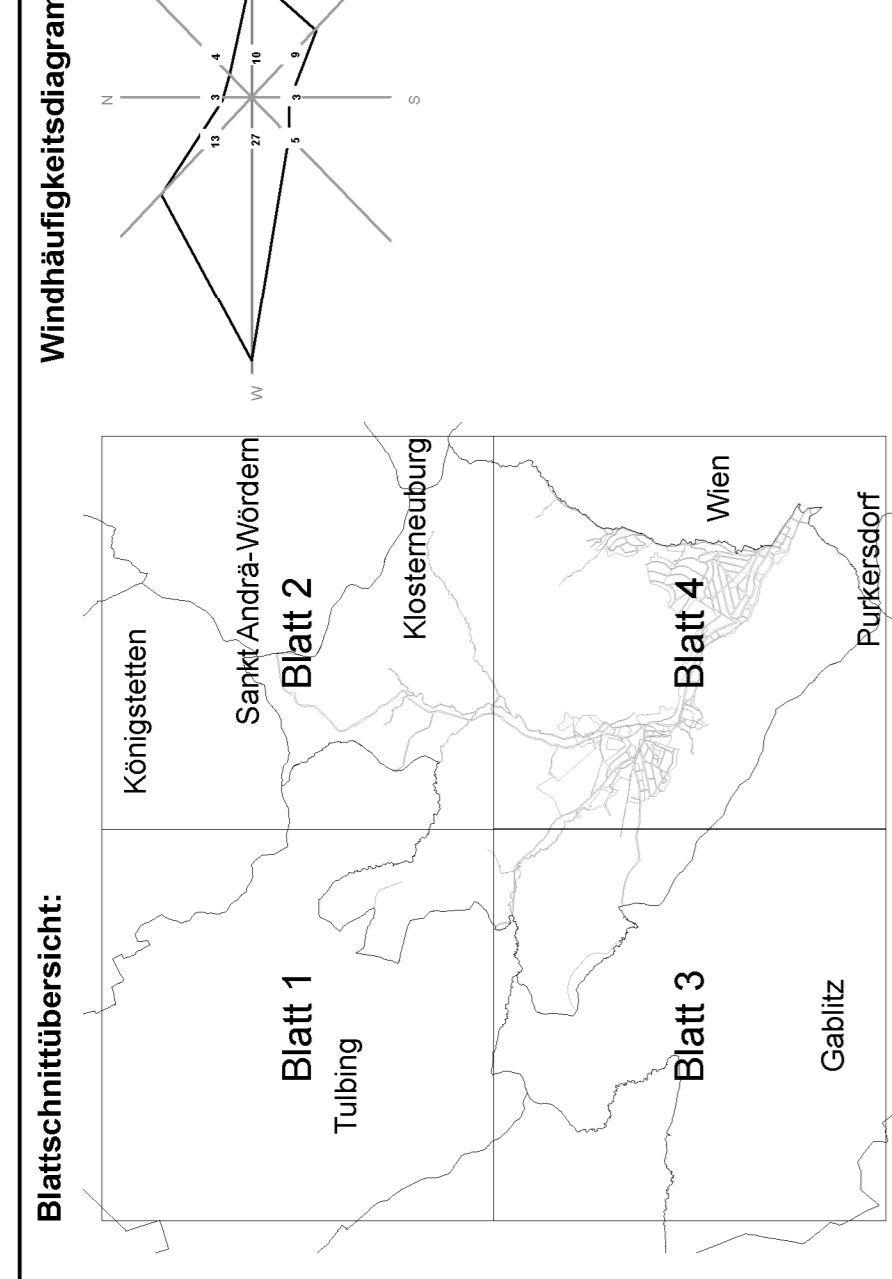 Blattschnittübersicht:
Blatt 1
Tulbing
Königstetten
Sankt Andrä-Wördern
Blatt 2
Klosterneuburg
Blatt 3
Gablitz
Blatt 4
Wien
Purkersdorf
Windhäufigkeitsdiagram
N
13
3
4
W
27
10
5
3
9
S